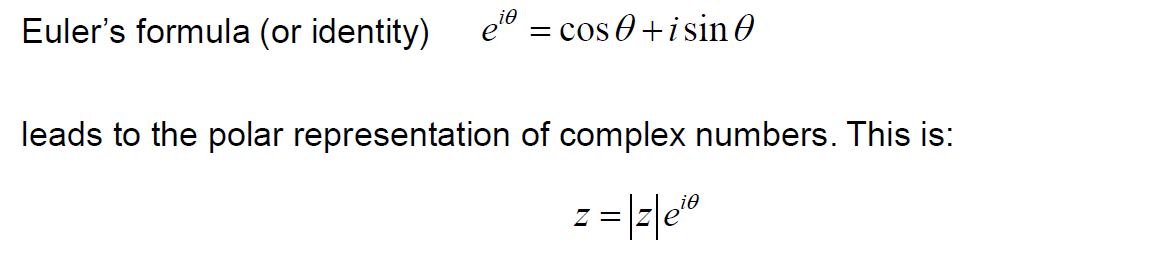 Euler’s formula (or identity) e^{iθ} = cos θ + i sin θ
leads to the polar representation of complex numbers. This is:
z = |z| e^{iθ}